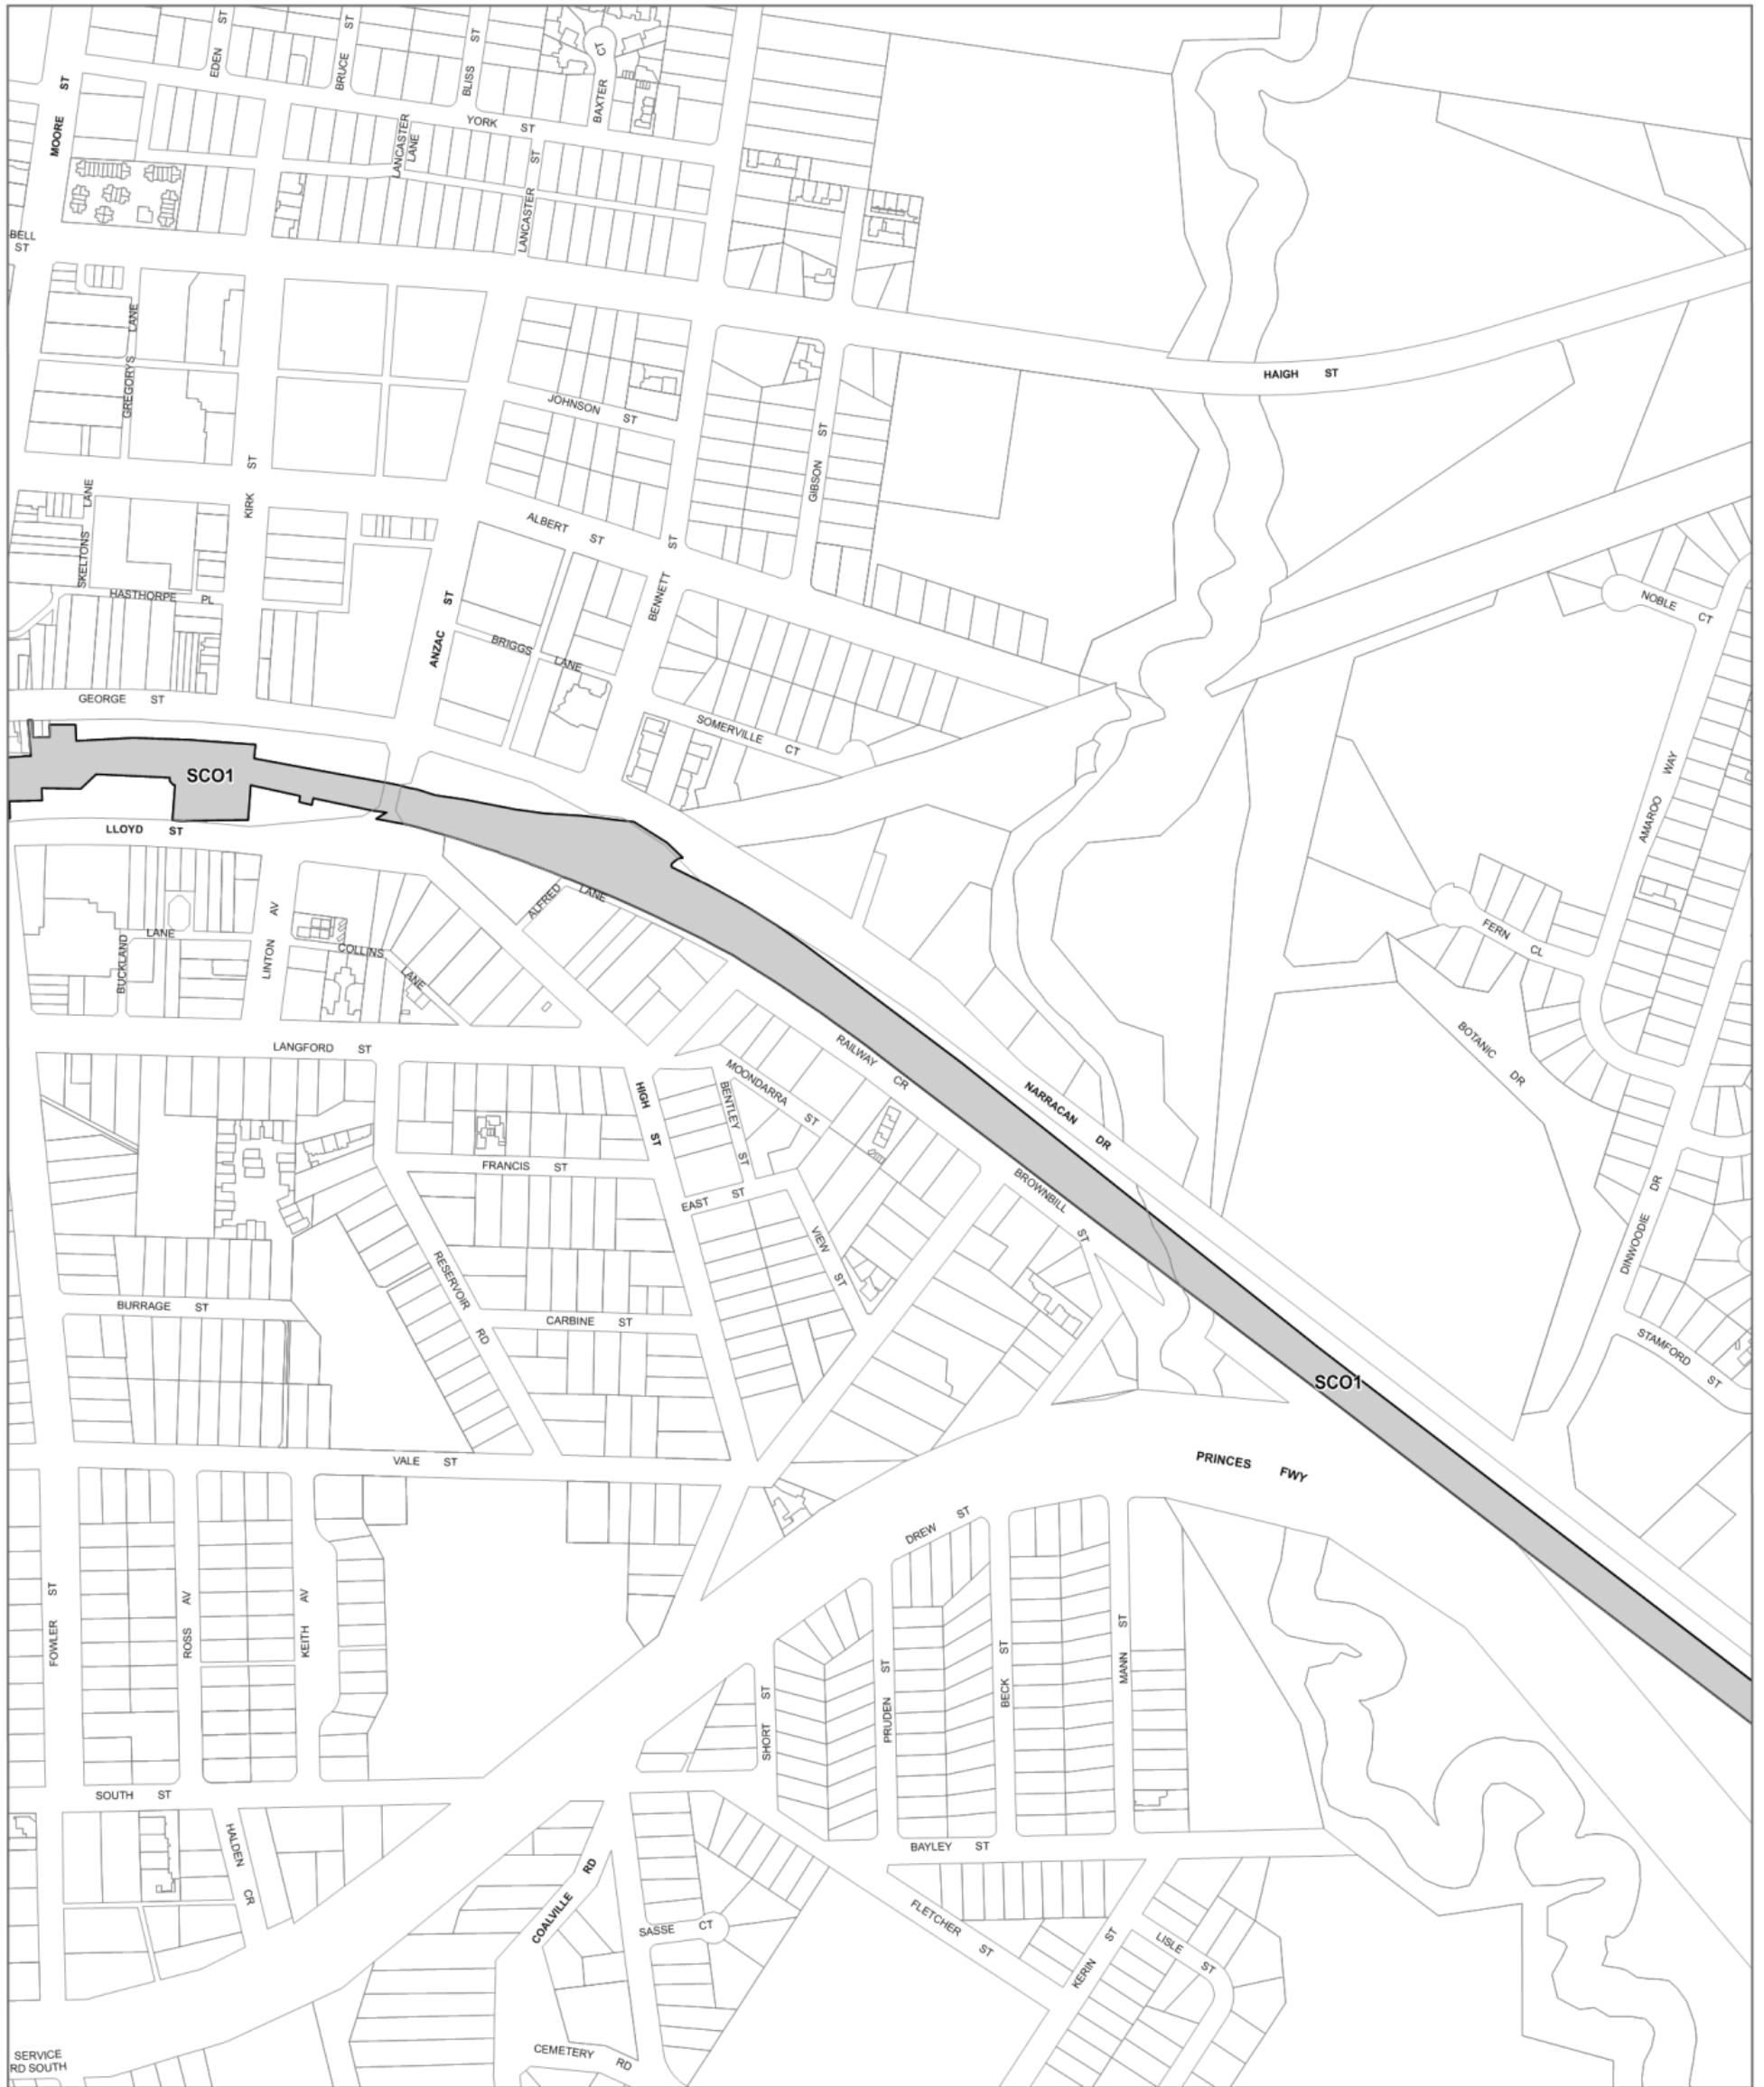 EDEN ST
BRUCE ST
BLISS ST
BAXTER CT
MOORE ST
YORK ST
LANCASTER
LANE
LANCASTER ST
BELL
ST
GREGORYS LANE
HAIGH ST
JOHNSON ST
GIBSON ST
KIRK ST
SKELTONS LANE
ALBERT ST
BENNETT ST
HASTHORPE PL
NOBLE CT
ANZAC ST
BRIGGS LANE
GEORGE ST
SOMERVILLE CT
SCO1
AMAROO WAY
LLOYD ST
ALFRED LANE
LINTON AV
FERN CL
BUCKLAND LANE
COLLINS LANE
BOTANIC DR
LANGFORD ST
RAILWAY CR
MOONDARRA ST
HIGH ST
BENTLEY ST
NARRACAN DR
FRANCIS ST
EAST ST
BROWNBILL ST
DINWOODIE DR
VIEW ST
RESERVOIR RD
BURRAGE ST
CARBINE ST
STAMFORD ST
SCO1
VALE ST
PRINCES FWY
DREW ST
FOWLER ST
ROSS AV
KEITH AV
SHORT ST
PRUDEN ST
BECK ST
MANN ST
SOUTH ST
HALDEN CR
BAYLEY ST
COALVILLE RD
SASSE CT
FLETCHER ST
KERIN ST
LISLE ST
CEMETERY RD
SERVICE
RD SOUTH